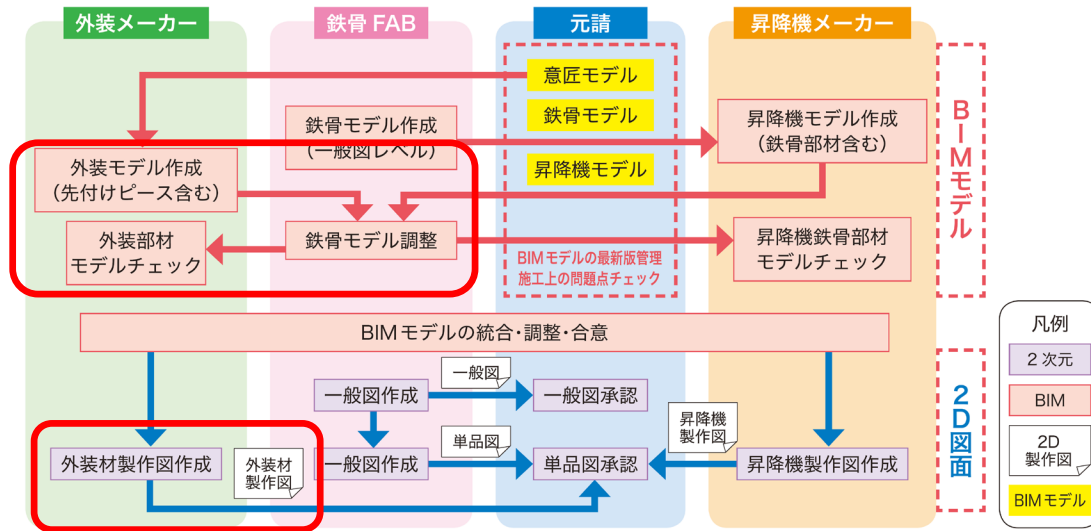 外装メーカー
鉄骨 FAB
元請
昇降機メーカー
意匠モデル
鉄骨モデル
昇降機モデル
鉄骨モデル作成
(一般図レベル)
昇降機モデル作成
(鉄骨部材含む)
外装モデル作成
(先付けピース含む)
外装部材
モデルチェック
鉄骨モデル調整
昇降機鉄骨部材
モデルチェック
BIMモデルの最新版管理
施工上の問題点チェック
BIMモデル
BIMモデルの統合・調整・合意
一般図作成
一般図
一般図承認
外装材製作図作成
外装材
製作図
一般図作成
単品図
単品図承認
昇降機
製作図
昇降機製作図作成
2D図面
凡例
2次元
BIM
2D
製作図
BIMモデル